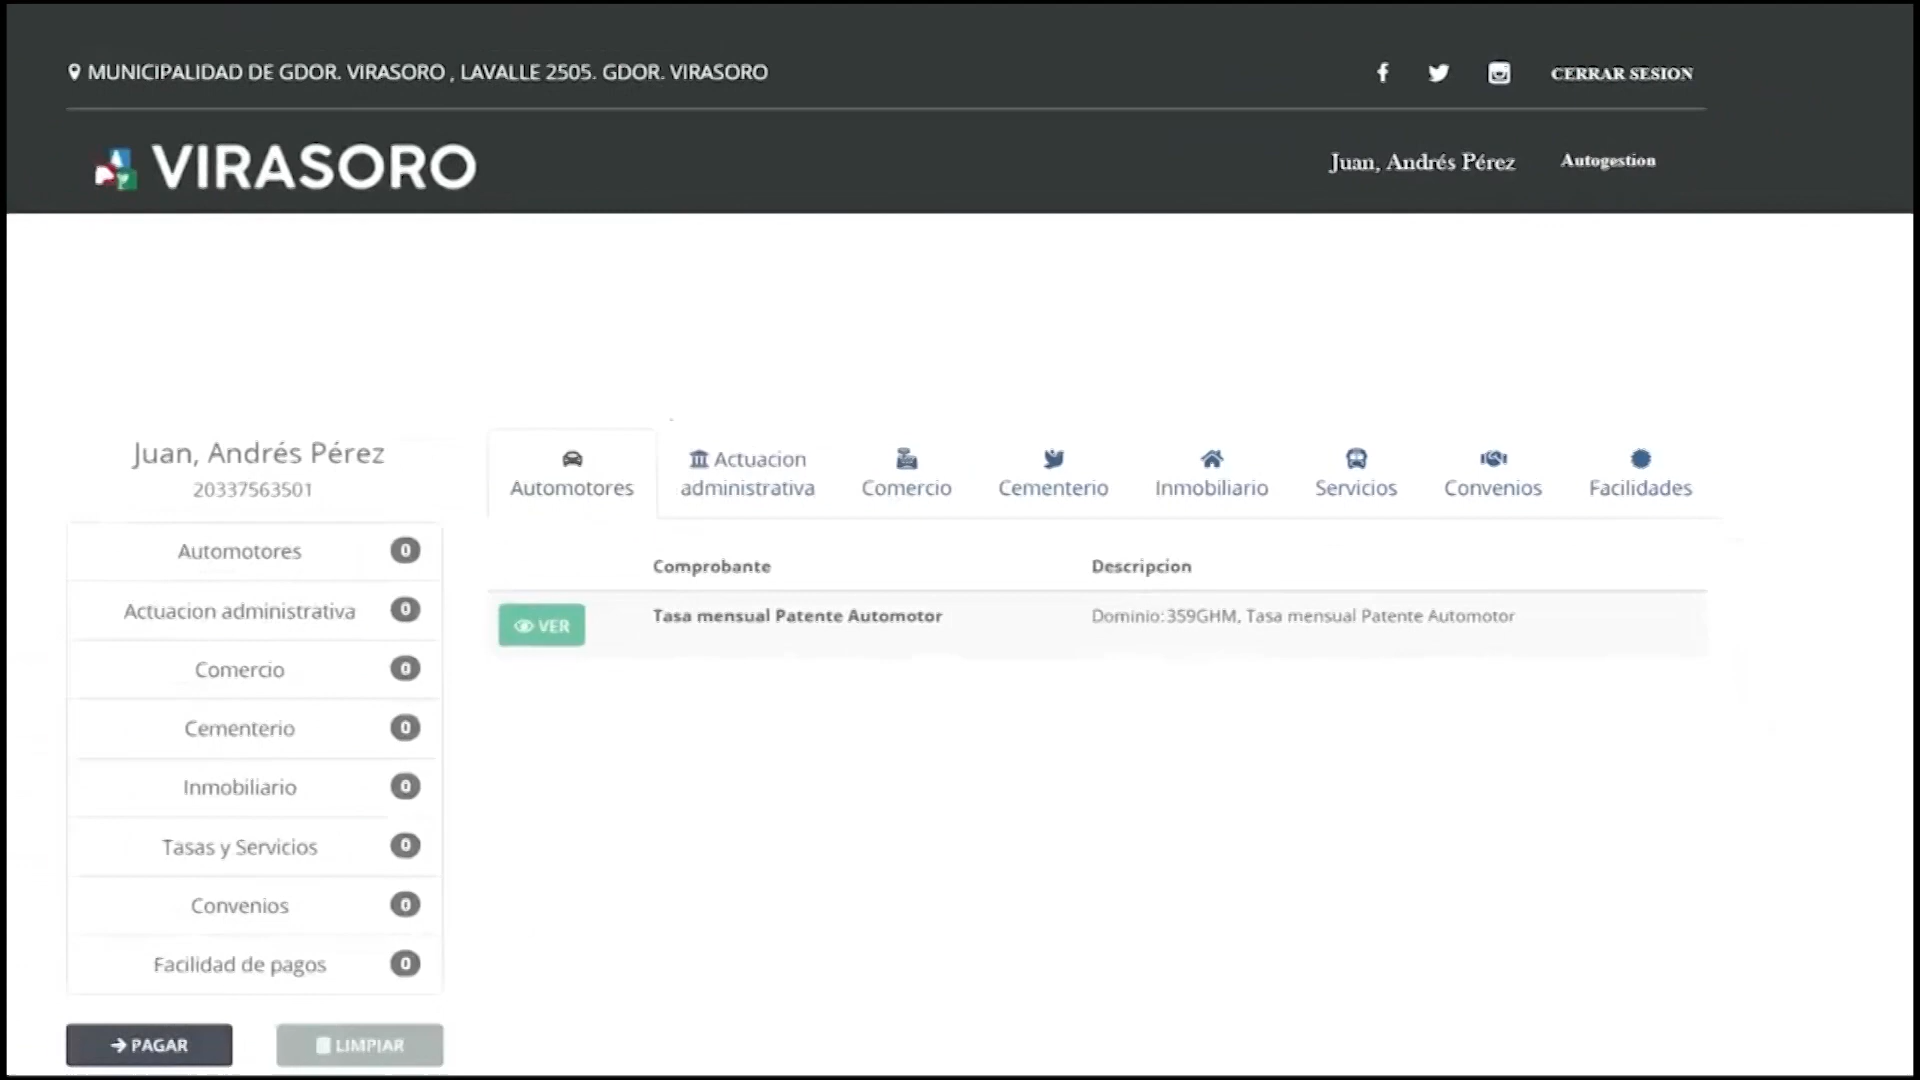 MUNICIPALIDAD DE GDOR. VIRASORO , LAVALLE 2505. GDOR. VIRASORO
CERRAR SESION
VIRASORO
Juan, Andrés Pérez
Autogestion
Juan, Andrés Pérez
20337563501
Automotores 0
Actuacion administrativa 0
Comercio 0
Cementerio 0
Inmobiliario 0
Tasas y Servicios 0
Convenios 0
Facilidad de pagos 0
PAGAR
LIMPIAR
Automotores
Actuacion
administrativa
Comercio
Cementerio
Inmobiliario
Servicios
Convenios
Facilidades
Comprobante
Descripcion
VER
Tasa mensual Patente Automotor
Dominio: 359GHM, Tasa mensual Patente Automotor